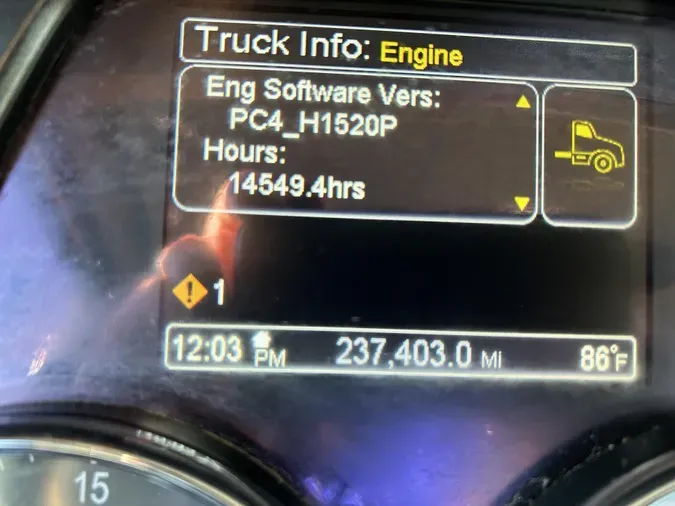 Truck Info: Engine
Eng Software Vers:
PC4_H1520P
Hours:
14549.4hrs
! 1
12:03 PM 237,403.0 MI 86°F
15